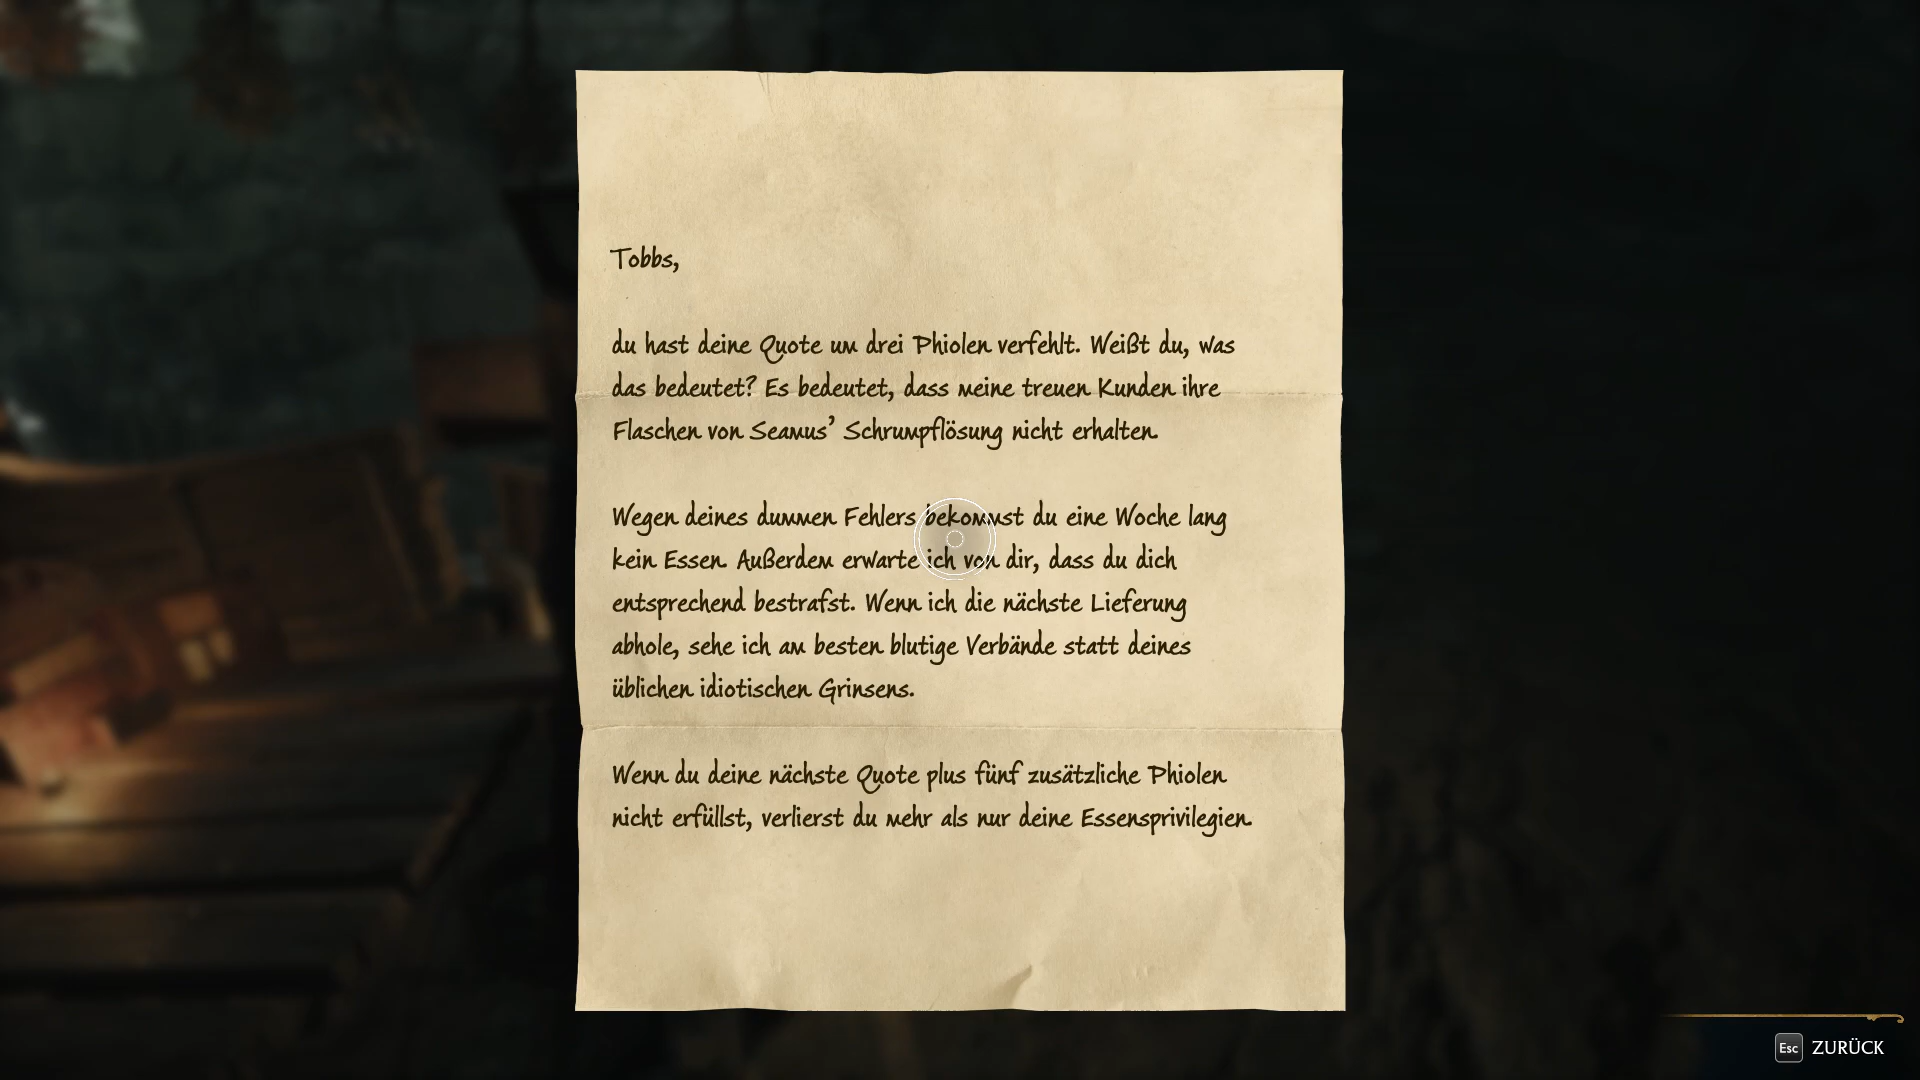 Tobbs,
du hast deine Quote um drei Phiolen verfehlt. Weißt du, was
das bedeutet? Es bedeutet, dass meine treuen Kunden ihre
Flaschen von Seamus’ Schrumpflösung nicht erhalten.
Wegen deines dummen Fehlers bekommst du eine Woche lang
kein Essen. Außerdem erwarte ich von dir, dass du dich
entsprechend bestrafst. Wenn ich die nächste Lieferung
abhole, sehe ich am besten blutige Verbände statt deines
üblichen idiotischen Grinsens.
Wenn du deine nächste Quote plus fünf zusätzliche Phiolen
nicht erfüllst, verlierst du mehr als nur deine Essensprivilegien.
Esc ZURÜCK